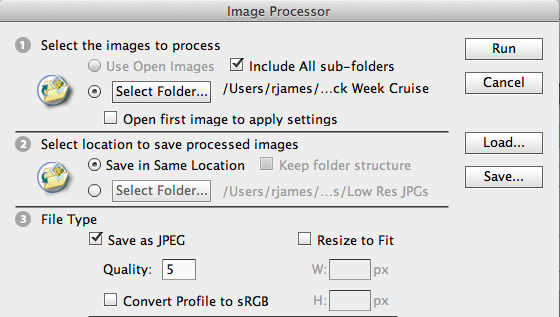 Image Processor
1 Select the images to process
Use Open Images Include All sub-folders
Select Folder... /Users/rjames/...ck Week Cruise
Open first image to apply settings
Run
Cancel
2 Select location to save processed images
Save in Same Location Keep folder structure
Select Folder... /Users/rjames/...s/Low Res JPGs
Load...
Save...
3 File Type
Save as JPEG Resize to Fit
Quality: 5 W: px
Convert Profile to sRGB H: px